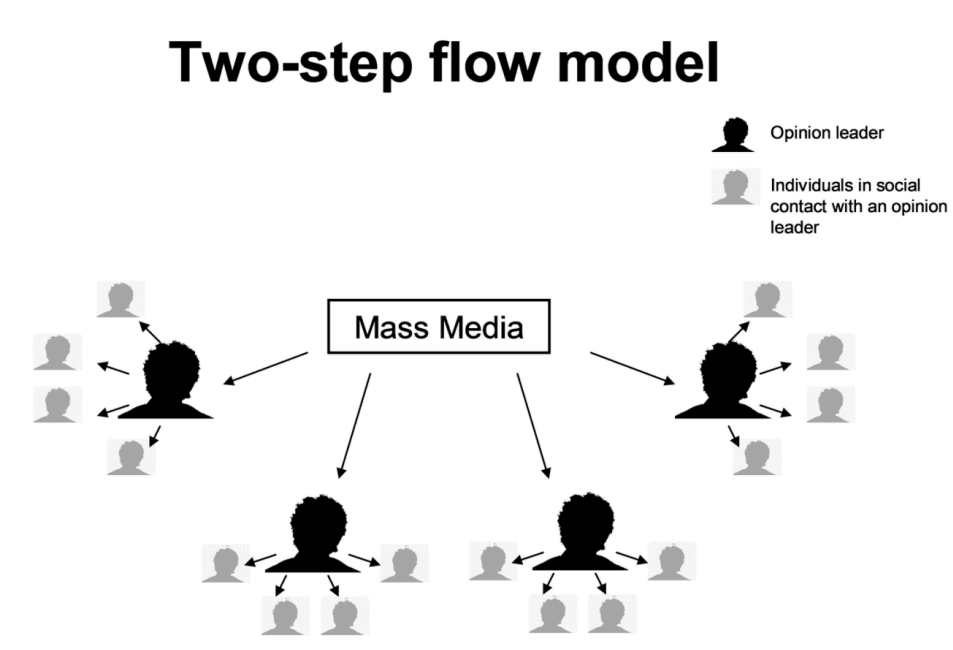 Two-step flow model
Opinion leader
Individuals in social
contact with an opinion
leader
Mass Media